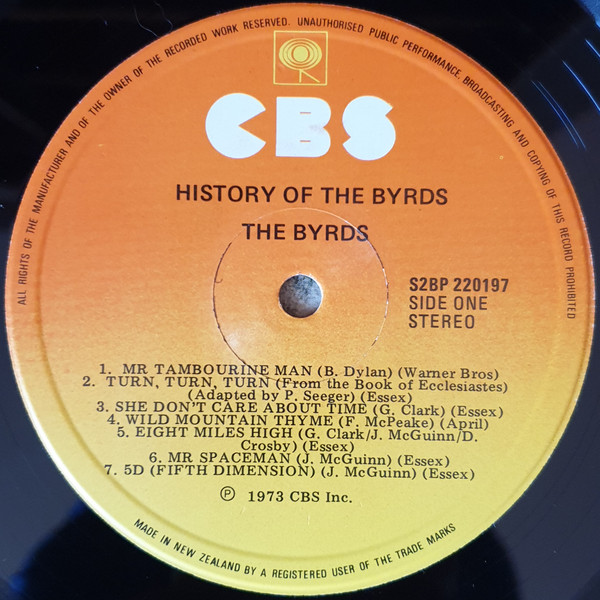 ALL RIGHTS OF THE MANUFACTURER AND OF THE OWNER OF THE RECORDED WORK RESERVED. UNAUTHORISED PUBLIC PERFORMANCE, BROADCASTING AND COPYING OF THIS RECORD PROHIBITED
CBS
HISTORY OF THE BYRDS
THE BYRDS
S2BP 220197
SIDE ONE
STEREO
1. MR TAMBOURINE MAN (B. Dylan) (Warner Bros)
2. TURN, TURN, TURN (From the Book of Ecclesiastes)
(Adapted by P. Seeger) (Essex)
3. SHE DON'T CARE ABOUT TIME (G. Clark) (Essex)
4. WILD MOUNTAIN THYME (F. McPeake) (April)
5. EIGHT MILES HIGH (G. Clark/J. McGuinn/D.
Crosby) (Essex)
6. MR SPACEMAN (J. McGuinn) (Essex)
7. 5D (FIFTH DIMENSION) (J. McGuinn) (Essex)
℗ 1973 CBS Inc.
MADE IN NEW ZEALAND BY A REGISTERED USER OF THE TRADE MARKS